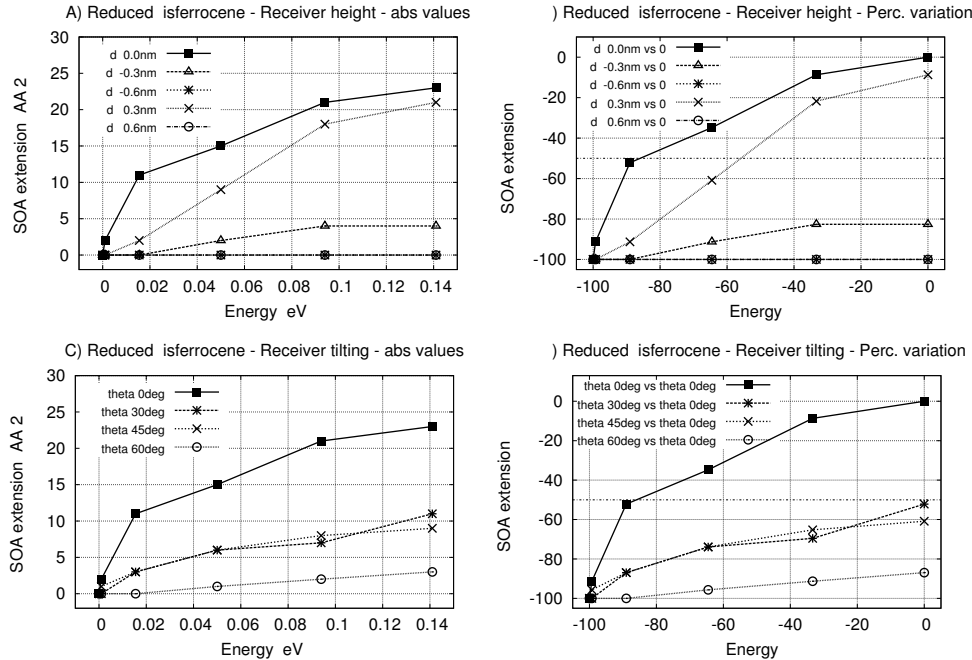 A) Reduced isferrocene - Receiver height - abs values
SOA extension AA 2
30
25
20
15
10
5
0
d 0.0nm
d -0.3nm
d -0.6nm
d 0.3nm
d 0.6nm
0 0.02 0.04 0.06 0.08 0.1 0.12 0.14
Energy eV
) Reduced isferrocene - Receiver height - Perc. variation
SOA extension
0
-20
-40
-60
-80
-100
d 0.0nm vs 0
d -0.3nm vs 0
d -0.6nm vs 0
d 0.3nm vs 0
d 0.6nm vs 0
-100 -80 -60 -40 -20 0
Energy
C) Reduced isferrocene - Receiver tilting - abs values
SOA extension AA 2
30
25
20
15
10
5
0
theta 0deg
theta 30deg
theta 45deg
theta 60deg
0 0.02 0.04 0.06 0.08 0.1 0.12 0.14
Energy eV
) Reduced isferrocene - Receiver tilting - Perc. variation
SOA extension
0
-20
-40
-60
-80
-100
theta 0deg vs theta 0deg
theta 30deg vs theta 0deg
theta 45deg vs theta 0deg
theta 60deg vs theta 0deg
-100 -80 -60 -40 -20 0
Energy